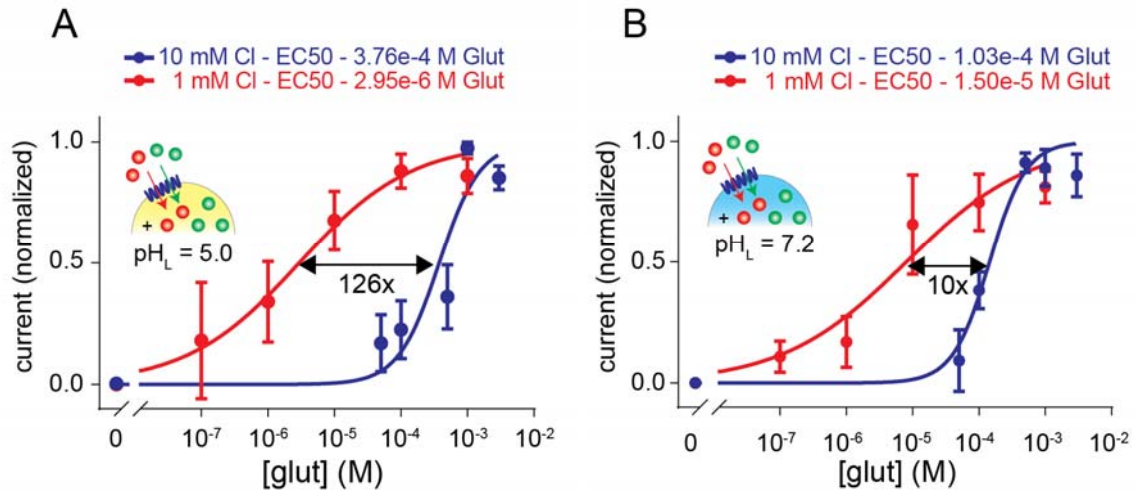 A
10 mM Cl - EC50 - 3.76e-4 M Glut
1 mM Cl - EC50 - 2.95e-6 M Glut
current (normalized)
1.0
0.5
0.0
+
pH_L = 5.0
126x
0 10^-7 10^-6 10^-5 10^-4 10^-3 10^-2
[glut] (M)
B
10 mM Cl - EC50 - 1.03e-4 M Glut
1 mM Cl - EC50 - 1.50e-5 M Glut
current (normalized)
1.0
0.5
0.0
+
pH_L = 7.2
10x
0 10^-7 10^-6 10^-5 10^-4 10^-3 10^-2
[glut] (M)